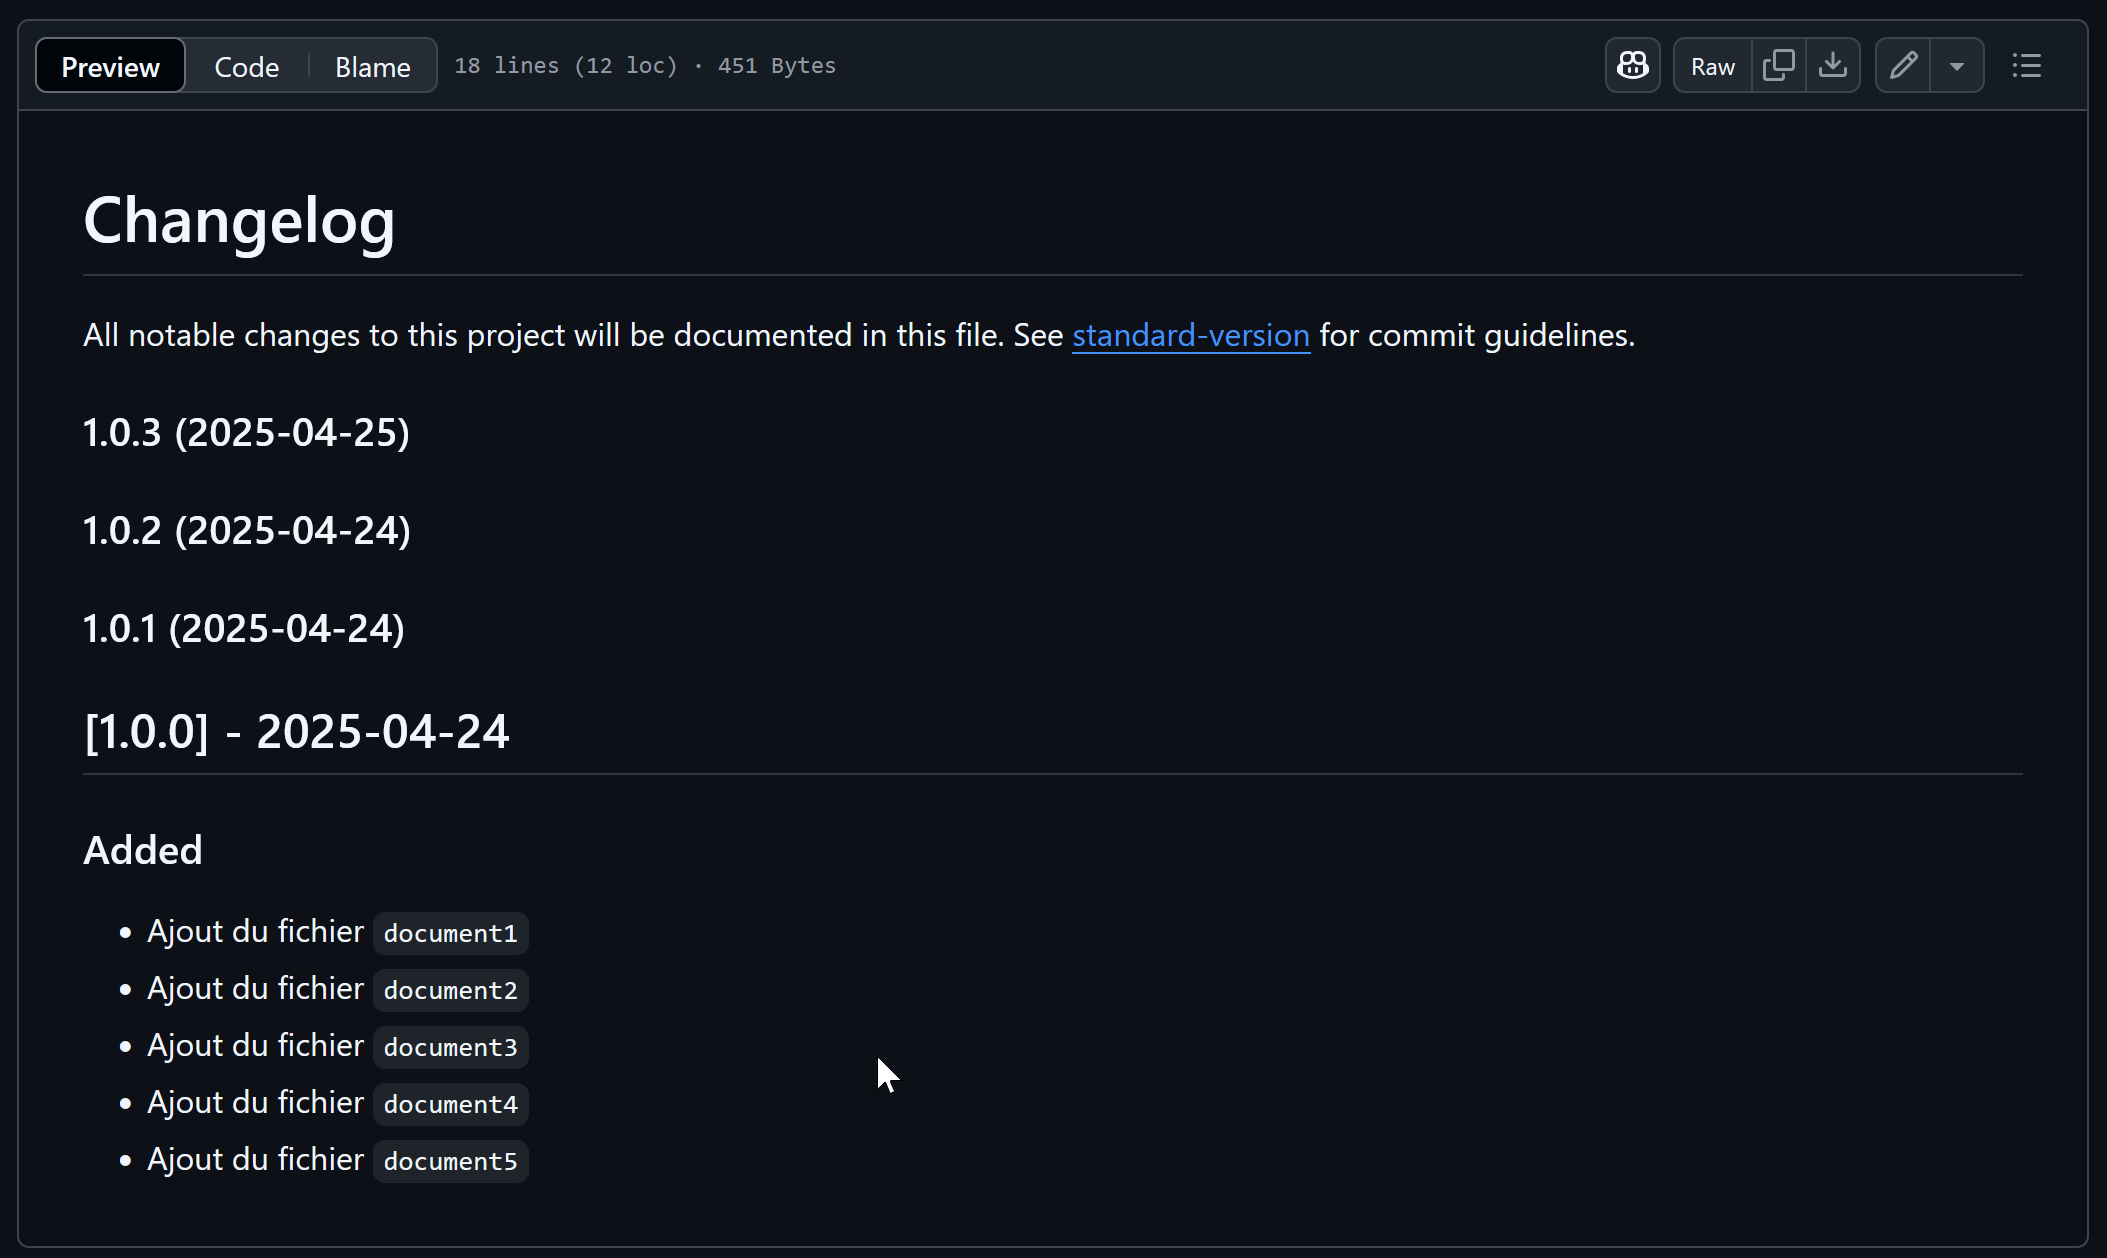 Preview Code Blame 18 lines (12 loc) · 451 Bytes Raw
Changelog
All notable changes to this project will be documented in this file. See standard-version for commit guidelines.
1.0.3 (2025-04-25)
1.0.2 (2025-04-24)
1.0.1 (2025-04-24)
[1.0.0] - 2025-04-24
Added
• Ajout du fichier document1
• Ajout du fichier document2
• Ajout du fichier document3
• Ajout du fichier document4
• Ajout du fichier document5